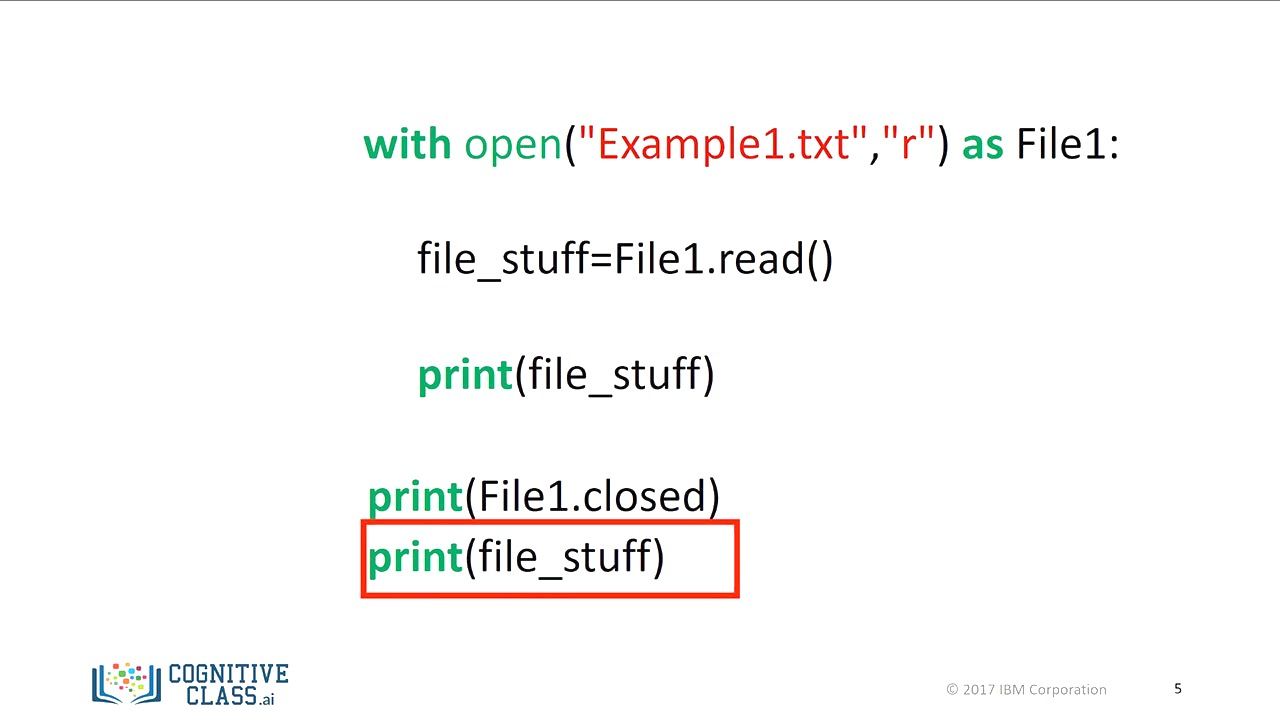 with open("Example1.txt","r") as File1:
file_stuff=File1.read()
print(file_stuff)
print(File1.closed)
print(file_stuff)
COGNITIVE
CLASS.ai
© 2017 IBM Corporation
5